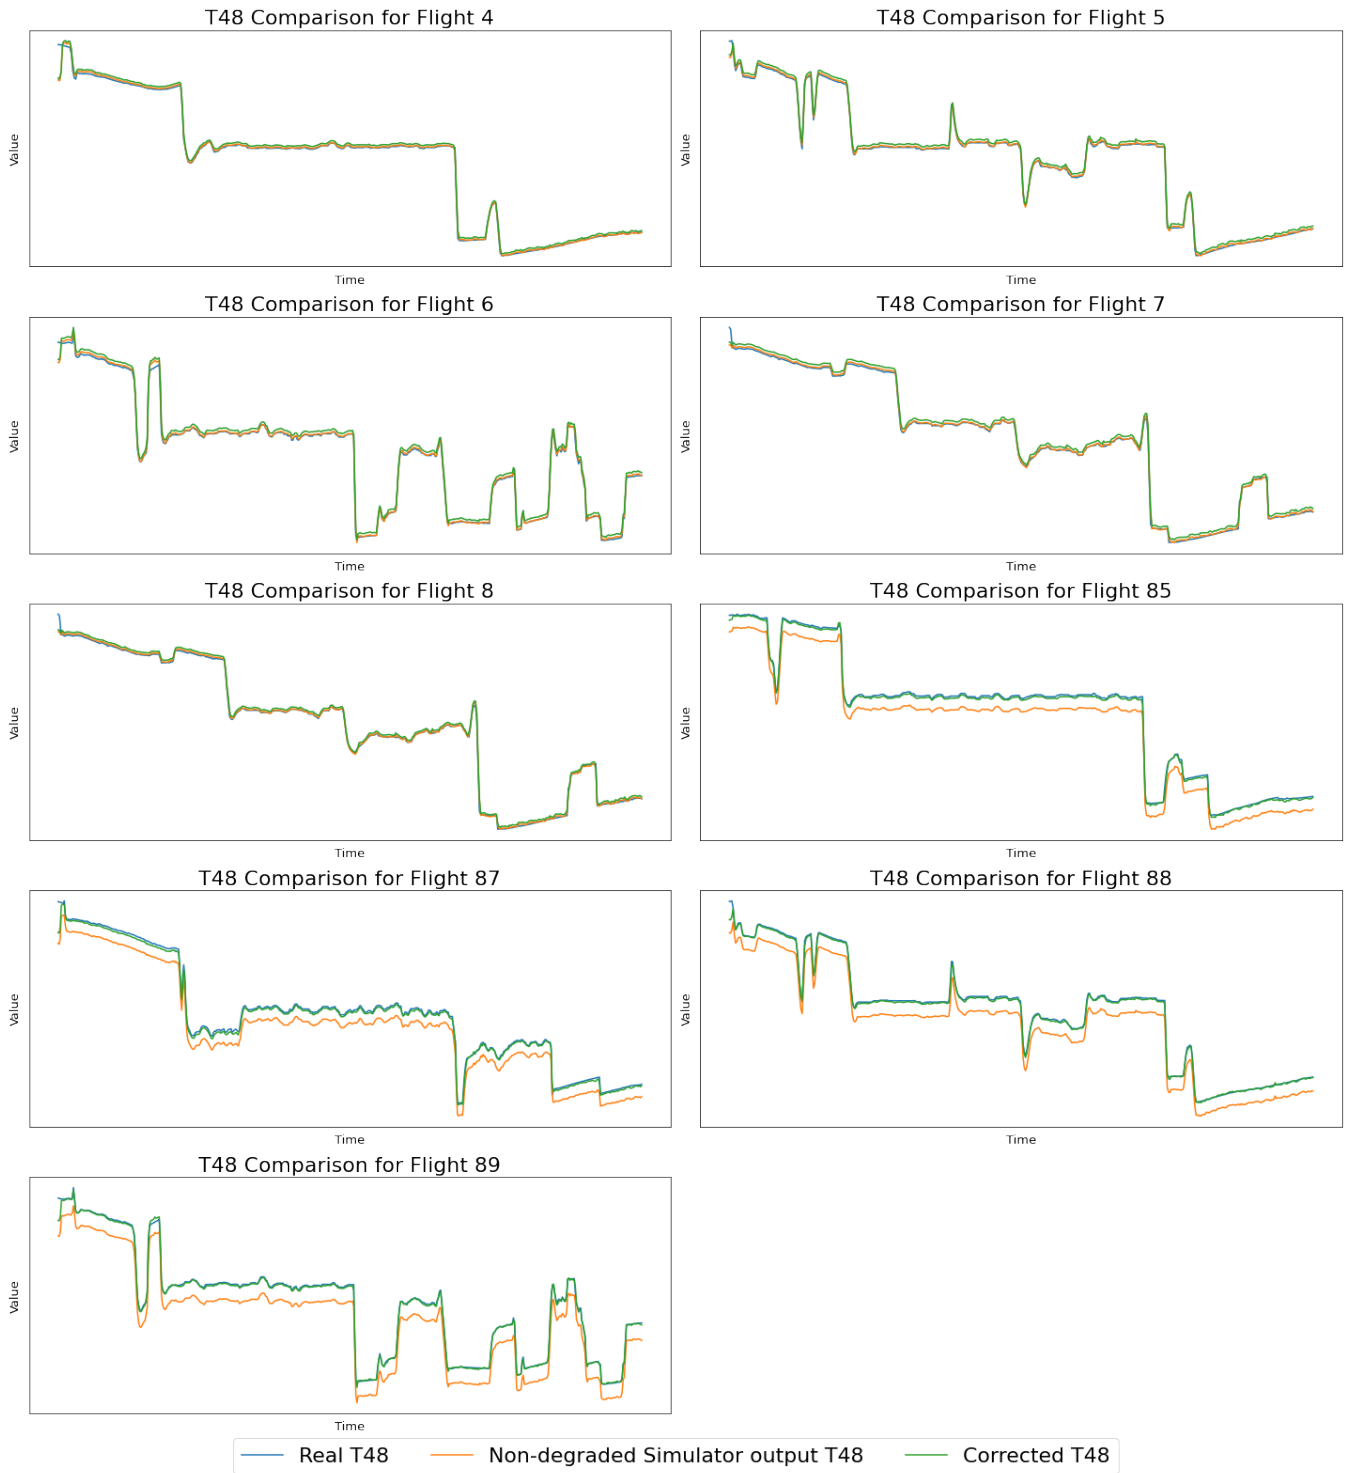 T48 Comparison for Flight 4
Value
Time
T48 Comparison for Flight 5
Value
Time
T48 Comparison for Flight 6
Value
Time
T48 Comparison for Flight 7
Value
Time
T48 Comparison for Flight 8
Value
Time
T48 Comparison for Flight 85
Value
Time
T48 Comparison for Flight 87
Value
Time
T48 Comparison for Flight 88
Value
Time
T48 Comparison for Flight 89
Value
Time
Real T48
Non-degraded Simulator output T48
Corrected T48